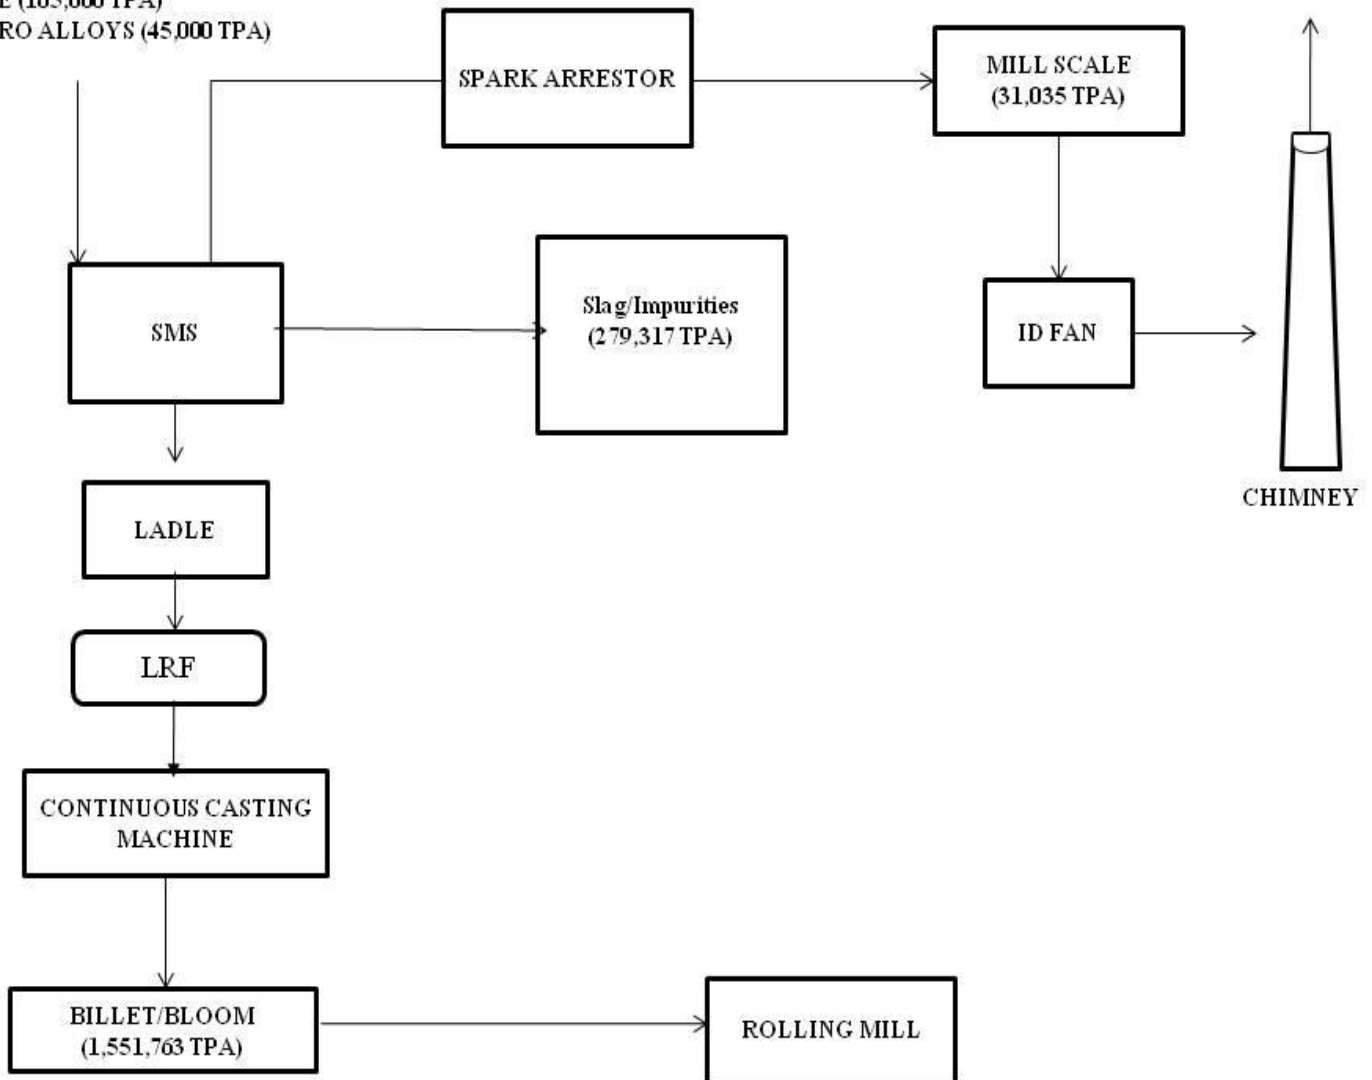 RO ALLOYS (45,000 TPA)
SPARK ARRESTOR
MILL SCALE
(31,035 TPA)
SMS
Slag/Impurities
(279,317 TPA)
ID FAN
CHIMNEY
LADLE
LRF
CONTINUOUS CASTING
MACHINE
BILLET/BLOOM
(1,551,763 TPA)
ROLLING MILL